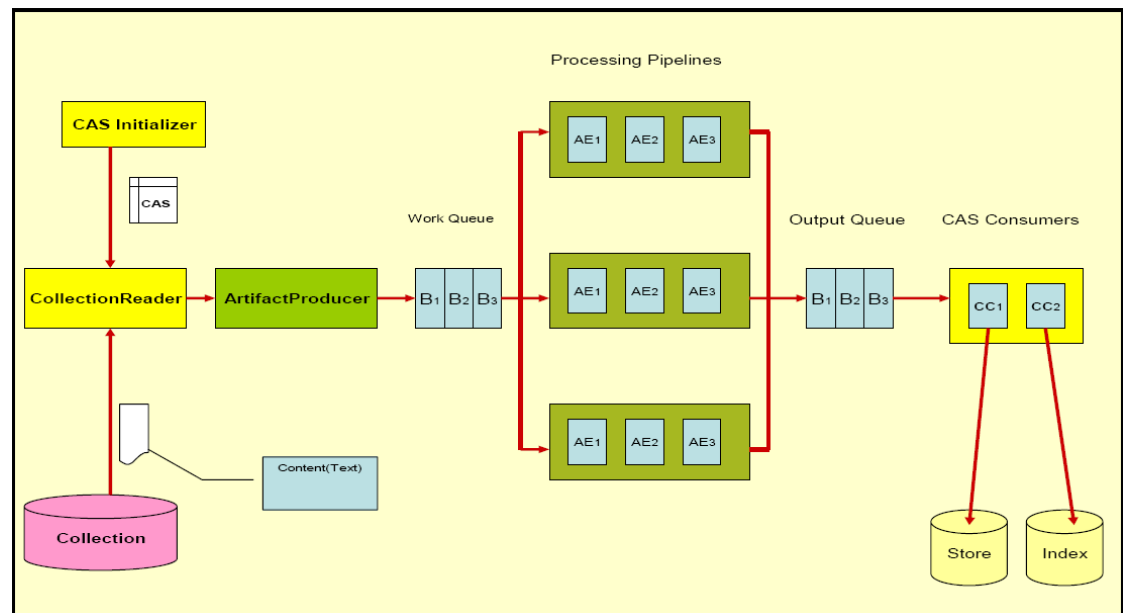 Processing Pipelines
CAS Initializer
AE1 AE2 AE3
CAS
Work Queue
Output Queue
CAS Consumers
CollectionReader
ArtifactProducer
B1 B2 B3
AE1 AE2 AE3
B1 B2 B3
CC1 CC2
AE1 AE2 AE3
Content(Text)
Collection
Store
Index